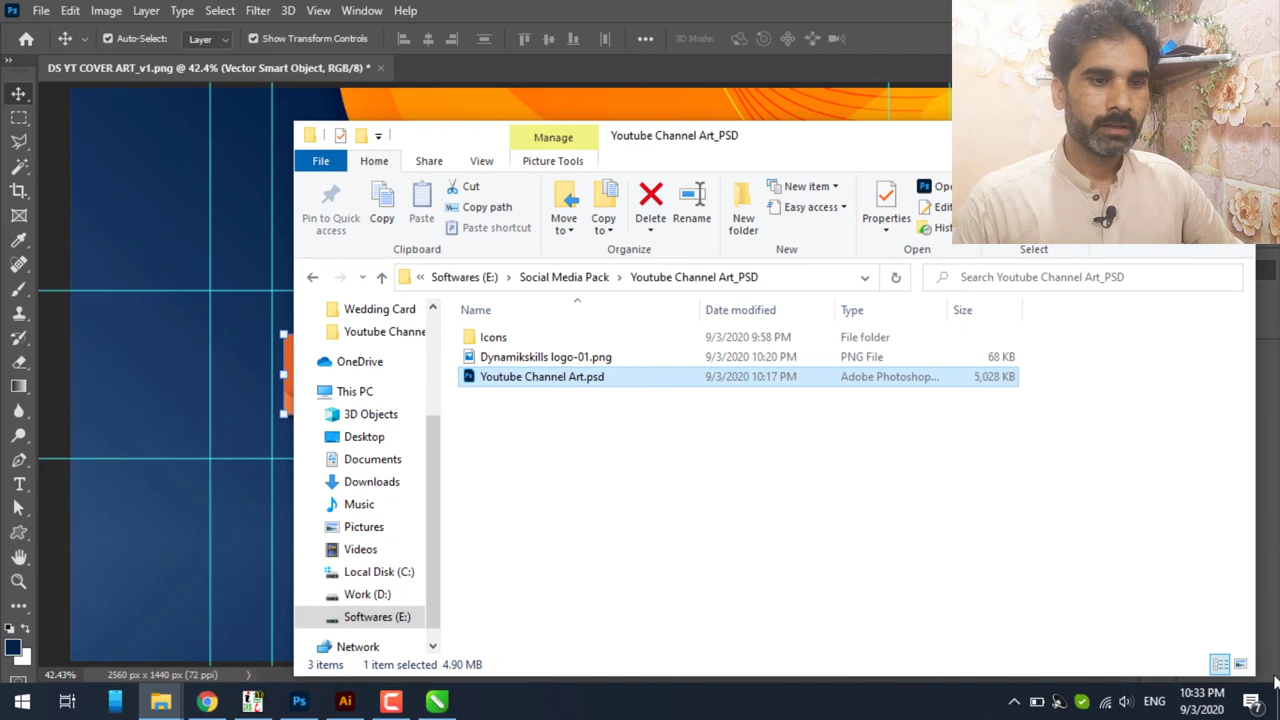 File Edit Image Layer Type Select Filter 3D View Window Help
Auto-Select: Layer Show Transform Controls 3D Mode:
DS YT COVER ART_v1.png @ 42.4% (Vector Smart Object, RGB/8) *
Manage Youtube Channel Art_PSD
File Home Share View Picture Tools
Pin to Quick access
Copy
Paste
Cut
Copy path
Paste shortcut
Move to
Copy to
Delete
Rename
New folder
New item
Easy access
Properties
Clipboard Organize New Open Select
Softwares (E:) Social Media Pack Youtube Channel Art_PSD Search Youtube Channel Art_PSD
Name Date modified Type Size
Icons 9/3/2020 9:58 PM File folder
Dynamikskills logo-01.png 9/3/2020 10:20 PM PNG File 68 KB
Youtube Channel Art.psd 9/3/2020 10:17 PM Adobe Photoshop... 5,028 KB
Wedding Card
Youtube Channe
OneDrive
This PC
3D Objects
Desktop
Documents
Downloads
Music
Pictures
Videos
Local Disk (C:)
Work (D:)
Softwares (E:)
Network
3 items 1 item selected 4.90 MB
42.43% 2560 px x 1440 px (72 ppi)
ENG 10:33 PM
9/3/2020